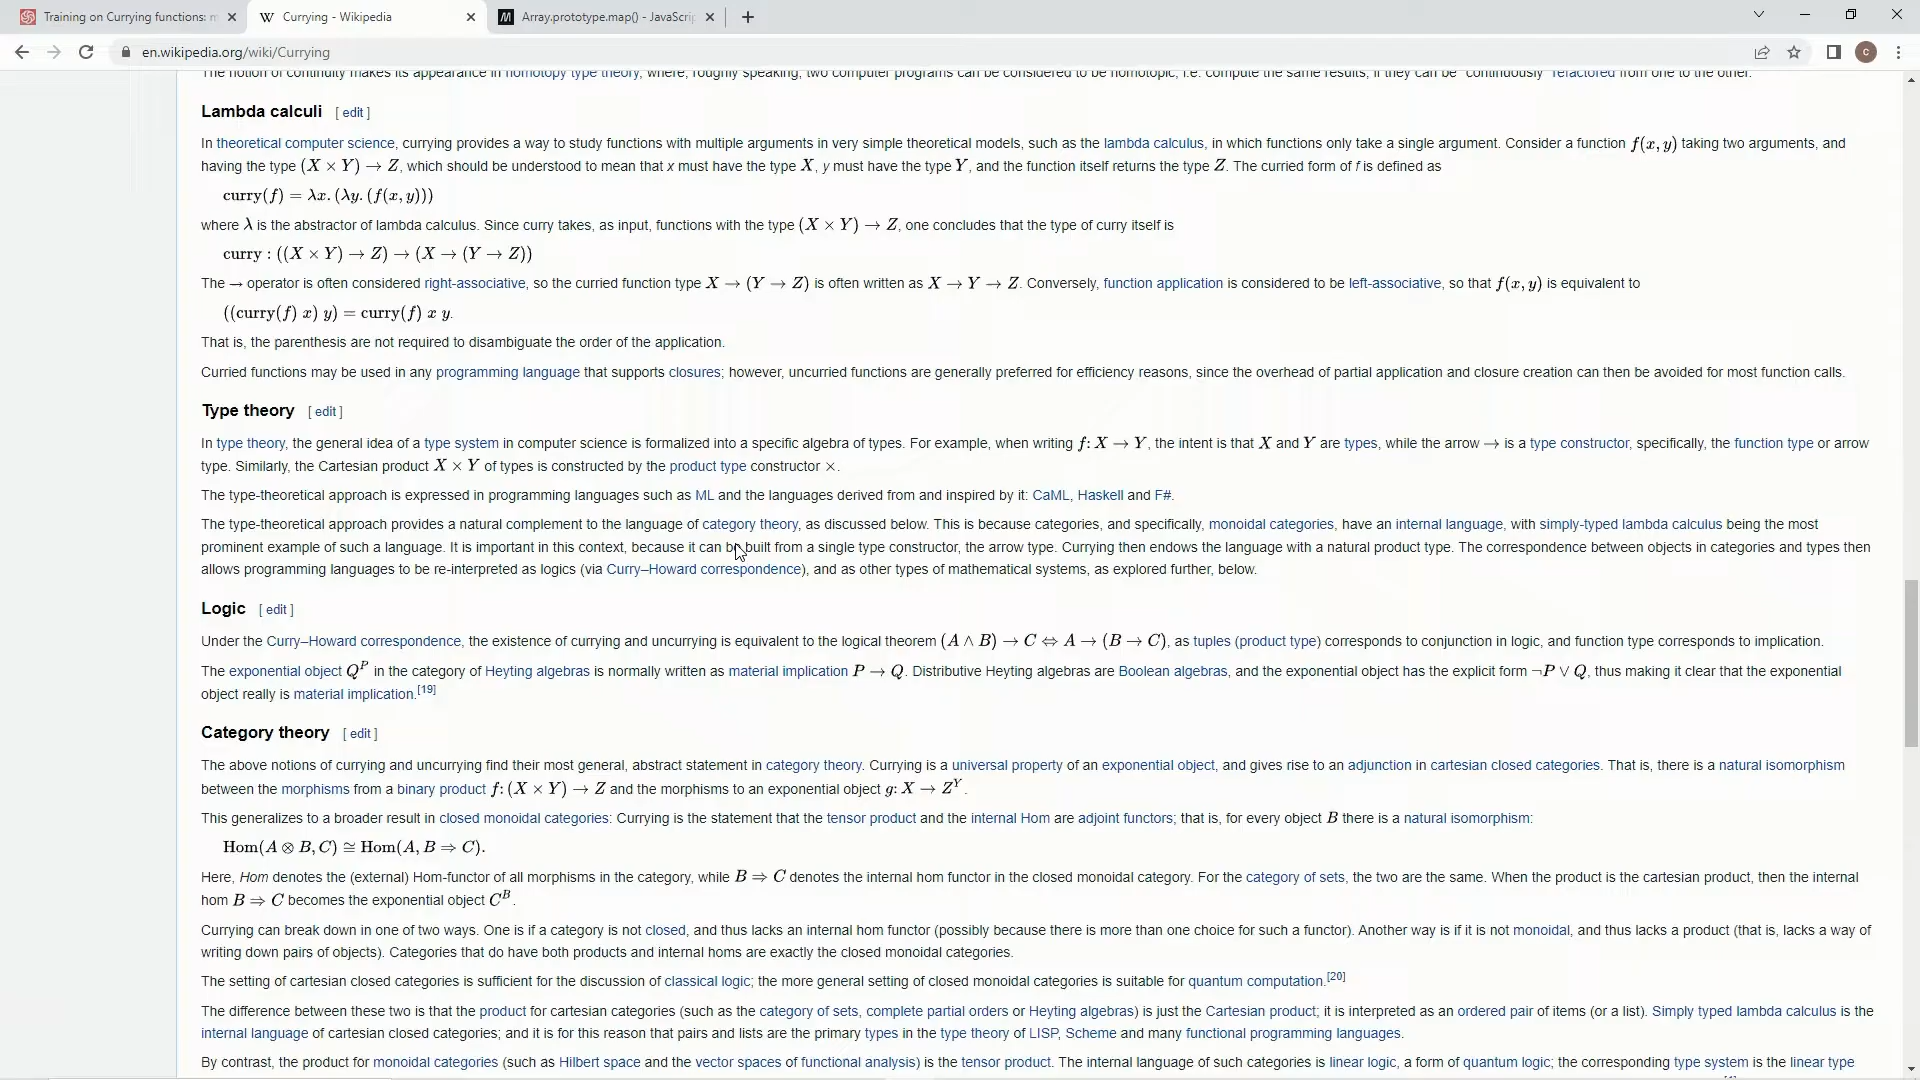 Training on Currying functions: m
Currying - Wikipedia
Array.prototype.map() - JavaScrip
en.wikipedia.org/wiki/Currying
The notion of continuity makes its appearance in homotopy type theory, where, roughly speaking, two computer programs can be considered to be homotopic, i.e. compute the same results, if they can be "continuously" refactored from one to the other.
Lambda calculi [ edit ]
In theoretical computer science, currying provides a way to study functions with multiple arguments in very simple theoretical models, such as the lambda calculus, in which functions only take a single argument. Consider a function f(x, y) taking two arguments, and
having the type (X × Y) → Z, which should be understood to mean that x must have the type X, y must have the type Y, and the function itself returns the type Z. The curried form of f is defined as
curry(f) = λx. (λy. (f(x, y)))
where λ is the abstractor of lambda calculus. Since curry takes, as input, functions with the type (X × Y) → Z, one concludes that the type of curry itself is
curry : ((X × Y) → Z) → (X → (Y → Z))
The → operator is often considered right-associative, so the curried function type X → (Y → Z) is often written as X → Y → Z. Conversely, function application is considered to be left-associative, so that f(x, y) is equivalent to
((curry(f) x) y) = curry(f) x y.
That is, the parenthesis are not required to disambiguate the order of the application.
Curried functions may be used in any programming language that supports closures; however, uncurried functions are generally preferred for efficiency reasons, since the overhead of partial application and closure creation can then be avoided for most function calls.
Type theory [ edit ]
In type theory, the general idea of a type system in computer science is formalized into a specific algebra of types. For example, when writing f: X → Y, the intent is that X and Y are types, while the arrow → is a type constructor, specifically, the function type or arrow
type. Similarly, the Cartesian product X × Y of types is constructed by the product type constructor ×.
The type-theoretical approach is expressed in programming languages such as ML and the languages derived from and inspired by it: CaML, Haskell and F#.
The type-theoretical approach provides a natural complement to the language of category theory, as discussed below. This is because categories, and specifically, monoidal categories, have an internal language, with simply-typed lambda calculus being the most
prominent example of such a language. It is important in this context, because it can be built from a single type constructor, the arrow type. Currying then endows the language with a natural product type. The correspondence between objects in categories and types then
allows programming languages to be re-interpreted as logics (via Curry–Howard correspondence), and as other types of mathematical systems, as explored further, below.
Logic [ edit ]
Under the Curry–Howard correspondence, the existence of currying and uncurrying is equivalent to the logical theorem (A ∧ B) → C ⇔ A → (B → C), as tuples (product type) corresponds to conjunction in logic, and function type corresponds to implication.
The exponential object Q^P in the category of Heyting algebras is normally written as material implication P → Q. Distributive Heyting algebras are Boolean algebras, and the exponential object has the explicit form ¬P ∨ Q, thus making it clear that the exponential
object really is material implication.[19]
Category theory [ edit ]
The above notions of currying and uncurrying find their most general, abstract statement in category theory. Currying is a universal property of an exponential object, and gives rise to an adjunction in cartesian closed categories. That is, there is a natural isomorphism
between the morphisms from a binary product f: (X × Y) → Z and the morphisms to an exponential object g: X → Z^Y.
This generalizes to a broader result in closed monoidal categories: Currying is the statement that the tensor product and the internal Hom are adjoint functors; that is, for every object B there is a natural isomorphism:
Hom(A ⊗ B, C) ≅ Hom(A, B ⇒ C).
Here, Hom denotes the (external) Hom-functor of all morphisms in the category, while B ⇒ C denotes the internal hom functor in the closed monoidal category. For the category of sets, the two are the same. When the product is the cartesian product, then the internal
hom B ⇒ C becomes the exponential object C^B.
Currying can break down in one of two ways. One is if a category is not closed, and thus lacks an internal hom functor (possibly because there is more than one choice for such a functor). Another way is if it is not monoidal, and thus lacks a product (that is, lacks a way of
writing down pairs of objects). Categories that do have both products and internal homs are exactly the closed monoidal categories.
The setting of cartesian closed categories is sufficient for the discussion of classical logic; the more general setting of closed monoidal categories is suitable for quantum computation.[20]
The difference between these two is that the product for cartesian categories (such as the category of sets, complete partial orders or Heyting algebras) is just the Cartesian product; it is interpreted as an ordered pair of items (or a list). Simply typed lambda calculus is the
internal language of cartesian closed categories; and it is for this reason that pairs and lists are the primary types in the type theory of LISP, Scheme and many functional programming languages.
By contrast, the product for monoidal categories (such as Hilbert space and the vector spaces of functional analysis) is the tensor product. The internal language of such categories is linear logic, a form of quantum logic; the corresponding type system is the linear type